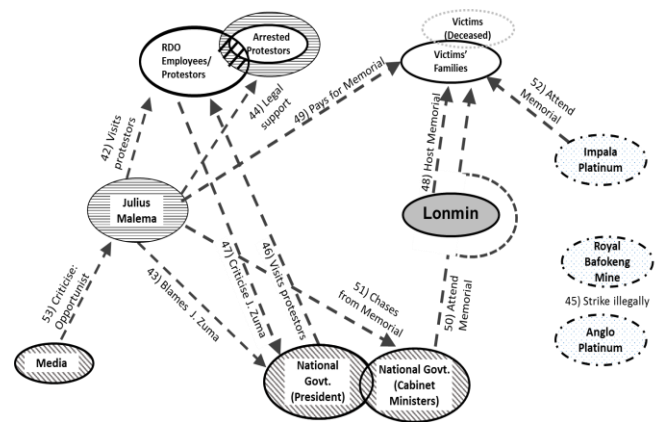 RDO
Employees/
Protestors
Arrested
Protestors
Victims
(Deceased)
Victims'
Families
42) Visits
protestors
44) Legal
support
49) Pays for Memorial
48) Host Memorial
52) Attend
Memorial
Impala
Platinum
Julius
Malema
Lonmin
Royal
Bafokeng
Mine
45) Strike illegally
Anglo
Platinum
53) Criticise:
Opportunist
43) Blames J. Zuma
47) Criticise J. Zuma
46) Visits protestors
51) Chases
from Memorial
50) Attend
Memorial
Media
National
Govt.
(President)
National Govt.
(Cabinet
Ministers)